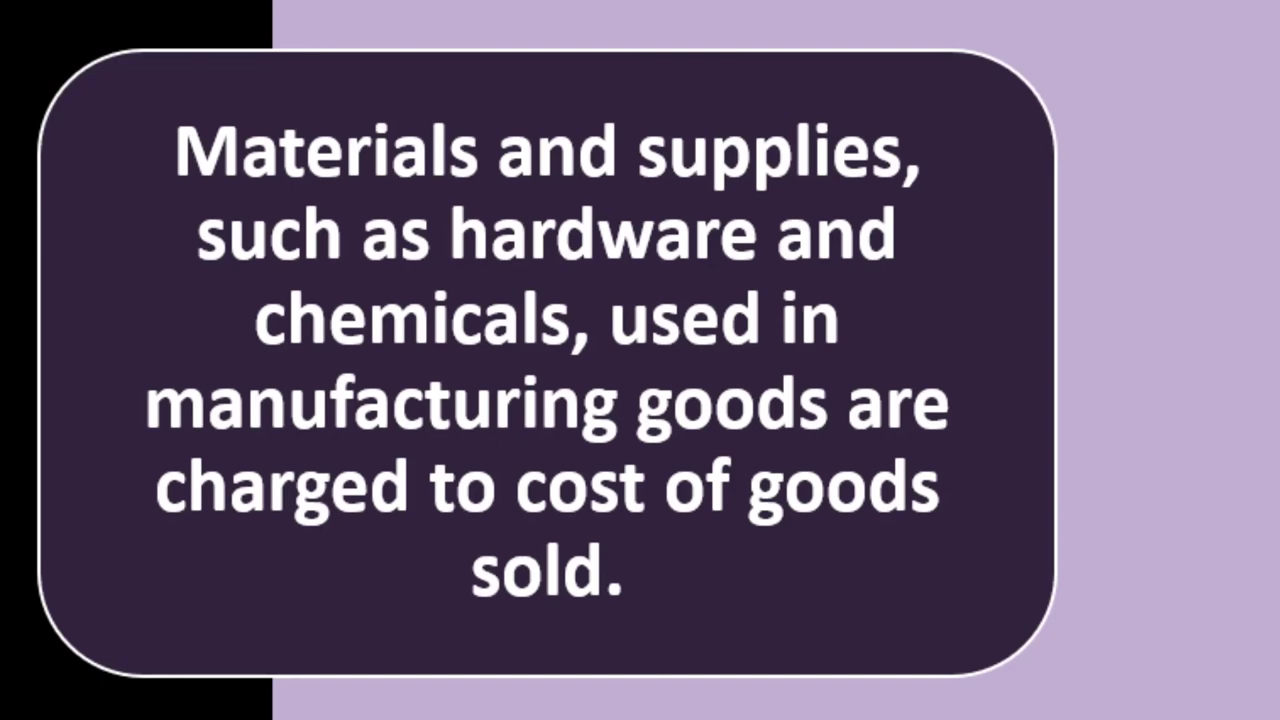 Materials and supplies,
such as hardware and
chemicals, used in
manufacturing goods are
charged to cost of goods
sold.